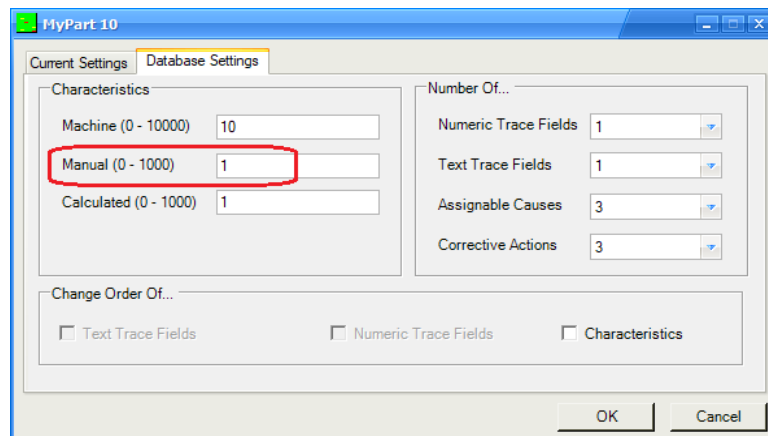 MyPart 10
Current Settings Database Settings
Characteristics
Machine (0 - 10000) 10
Manual (0 - 1000) 1
Calculated (0 - 1000) 1
Number Of...
Numeric Trace Fields 1
Text Trace Fields 1
Assignable Causes 3
Corrective Actions 3
Change Order Of...
Text Trace Fields Numeric Trace Fields Characteristics
OK Cancel